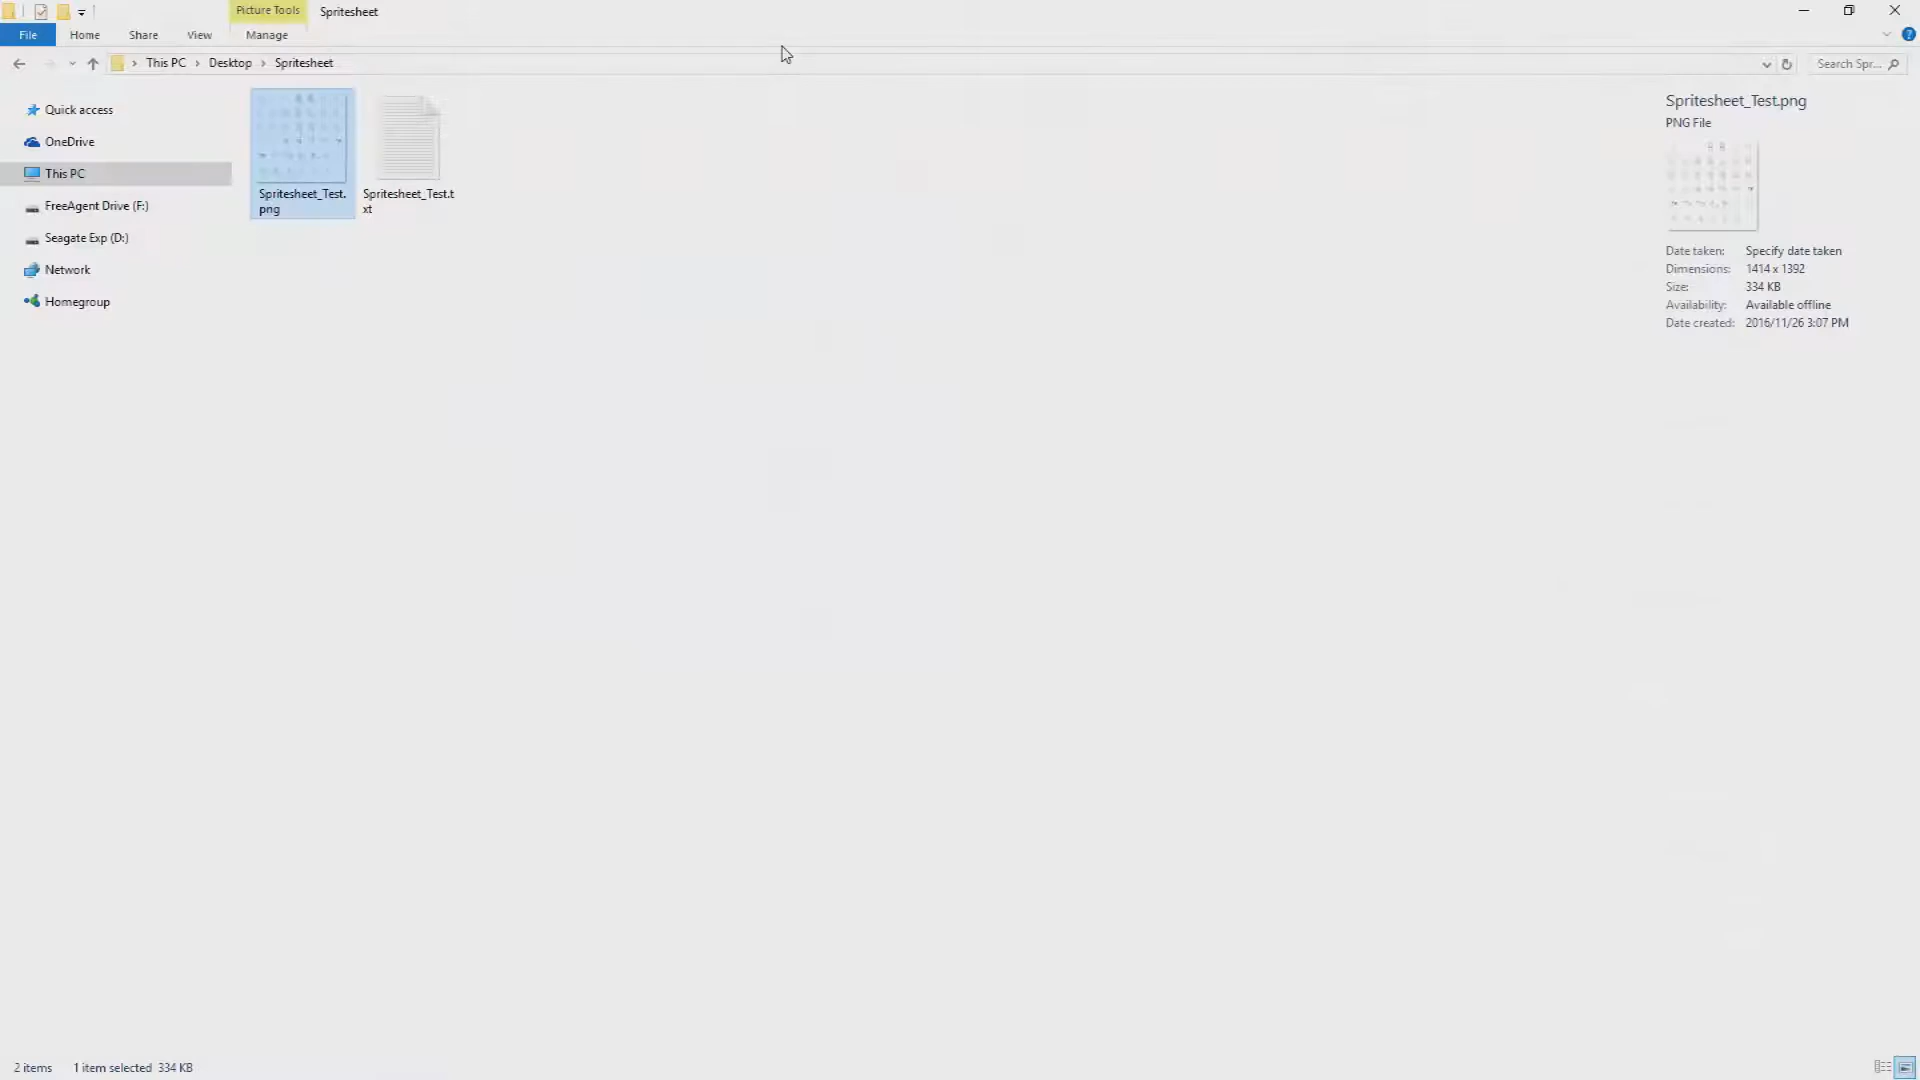 Picture Tools
Spritesheet
File
Home
Share
View
Manage
This PC
Desktop
Spritesheet
Search Spr...
Quick access
OneDrive
This PC
FreeAgent Drive (F:)
Seagate Exp (D:)
Network
Homegroup
Spritesheet_Test.
png
Spritesheet_Test.t
xt
Spritesheet_Test.png
PNG File
Date taken: Specify date taken
Dimensions: 1414 x 1392
Size: 334 KB
Availability: Available offline
Date created: 2016/11/26 3:07 PM
2 items 1 item selected 334 KB